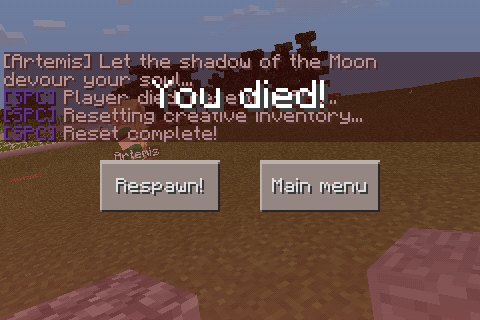 [Artemis] Let the shadow of the Moon
devour your soul...
You died!
[SPC] Player died
[SPC] Resetting creative inventory...
[SPC] Reset complete!
Artemis
Respawn!
Main menu